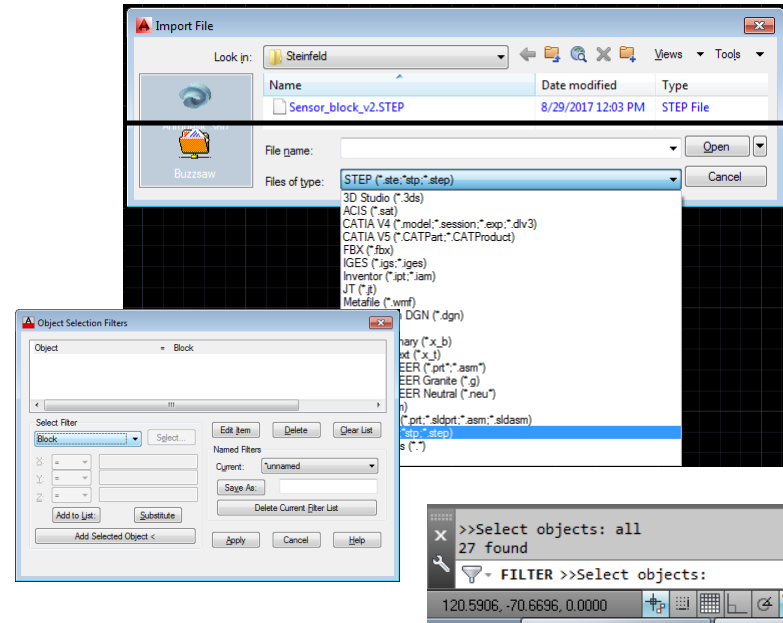 Import File
Look in: Steinfeld Views Tools
Name Date modified Type
Sensor_block_v2.STEP 8/29/2017 12:03 PM STEP File
File name: Open
Buzzsaw
Files of type: STEP (*.ste;*stp;*.step) Cancel
3D Studio (*.3ds)
ACIS (*.sat)
CATIA V4 (*.model;*.session;*.exp;*.dlv3)
CATIA V5 (*.CATPart;*.CATProduct)
FBX (*.fbx)
IGES (*.igs;*.iges)
Inventor (*.ipt;*.iam)
JT (*.jt)
Metafile (*.wmf)
DGN (*.dgn)
(*.x_b)
(*.x_t)
(*.prt*;*.asm*)
EER Granite (*.g)
EER Neutral (*.neu*)
(*.prt;*.sldprt;*.asm;*.sldasm)
*stp;*.step)
(*.*)
Object Selection Filters
Object = Block
Select Filter
Block Select...
Edit Item Delete Clear List
Named Filters
X: =
Current: *unnamed
Y: =
Save As:
Z: =
Delete Current Filter List
Add to List: Substitute
Add Selected Object <
Apply Cancel Help
>>Select objects: all
27 found
FILTER >>Select objects:
120.5906, -70.6696, 0.0000